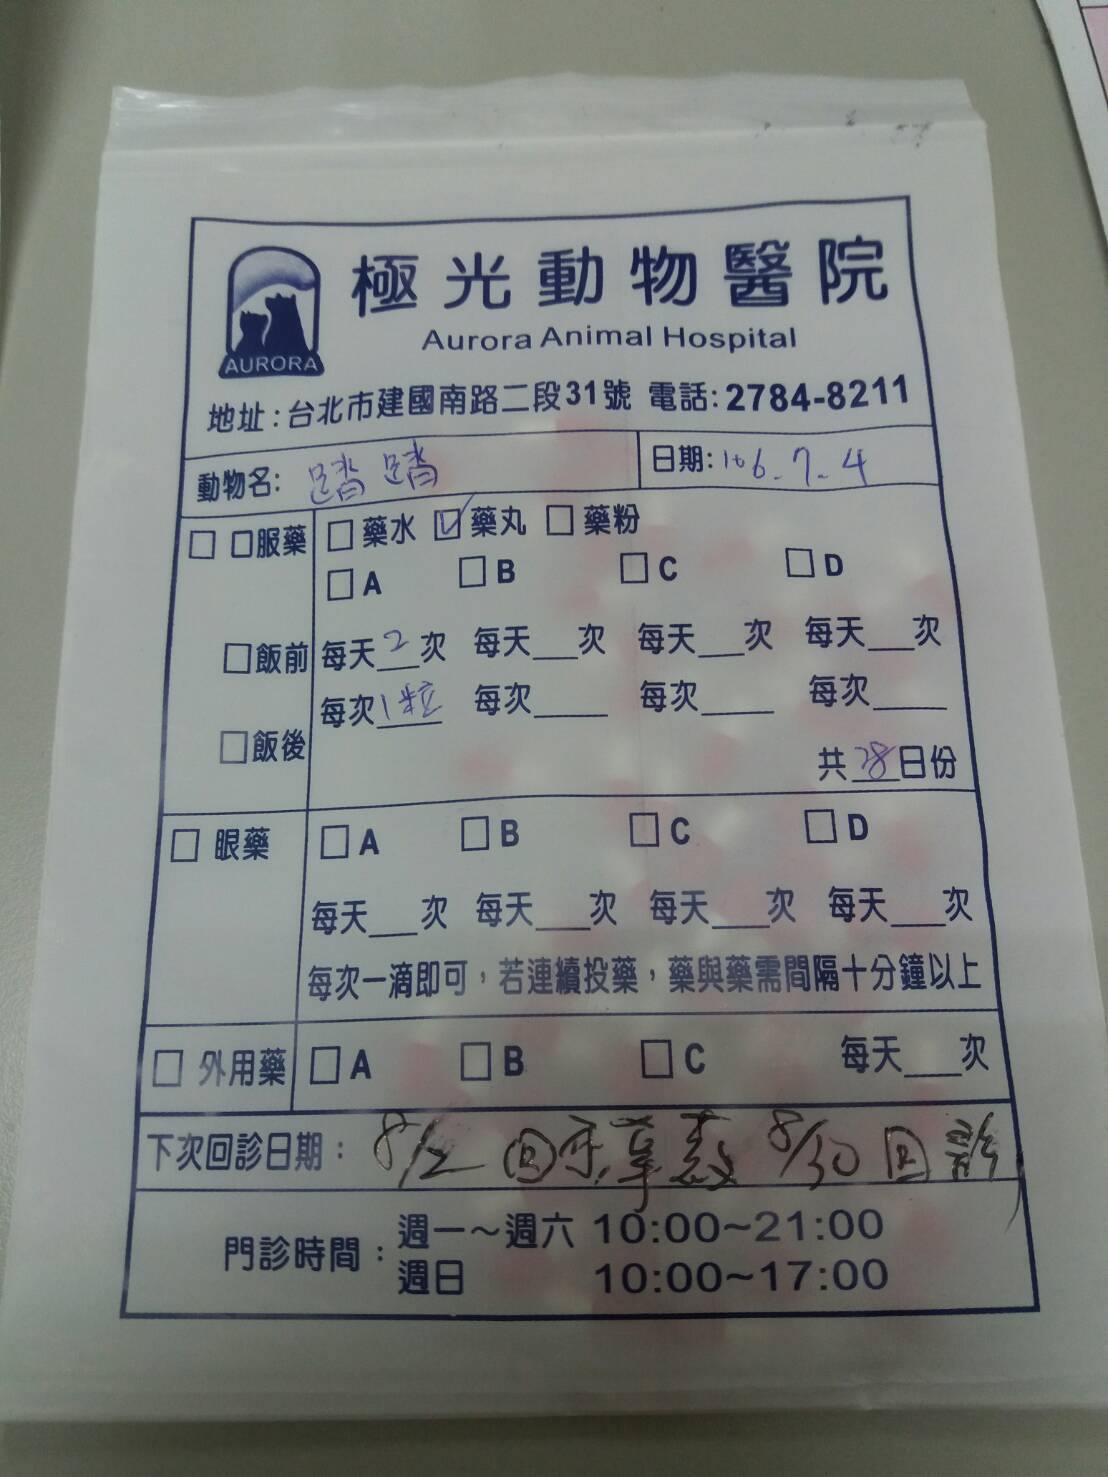 極光動物醫院
AURORA
Aurora Animal Hospital
地址:台北市建國南路二段31號 電話:2784-8211
動物名: 踏踏 日期:106.7.4
□ 口服藥 □ 藥水 ☑ 藥丸 □ 藥粉
□ A □ B □ C □ D
□ 飯前 每天2次 每天___次 每天___次 每天___次
每次1粒 每次____ 每次____ 每次____
□ 飯後
共28日份
□ 眼藥 □ A □ B □ C □ D
每天___次 每天___次 每天___次 每天___次
每次一滴即可，若連續投藥，藥與藥需間隔十分鐘以上
□ 外用藥 □ A □ B □ C 每天___次
下次回診日期: 8/2 回 8/30 回診
門診時間: 週一～週六 10:00~21:00
週日 10:00~17:00